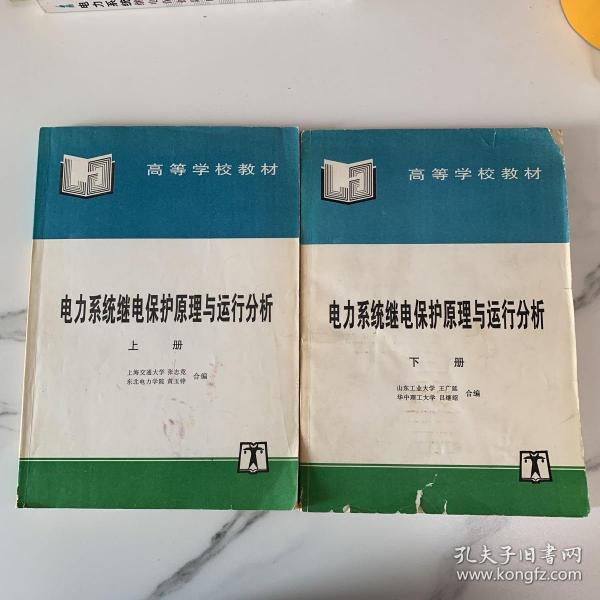 电力系统继电保护
高等学校教材
电力系统继电保护原理与运行分析
上 册
上海交通大学 张志竞
东北电力学院 黄玉铮
合编
高等学校教材
电力系统继电保护原理与运行分析
下 册
山东工业大学 王广延
华中理工大学 吕继绍
合编
孔夫子旧书网
www.kongfz.com